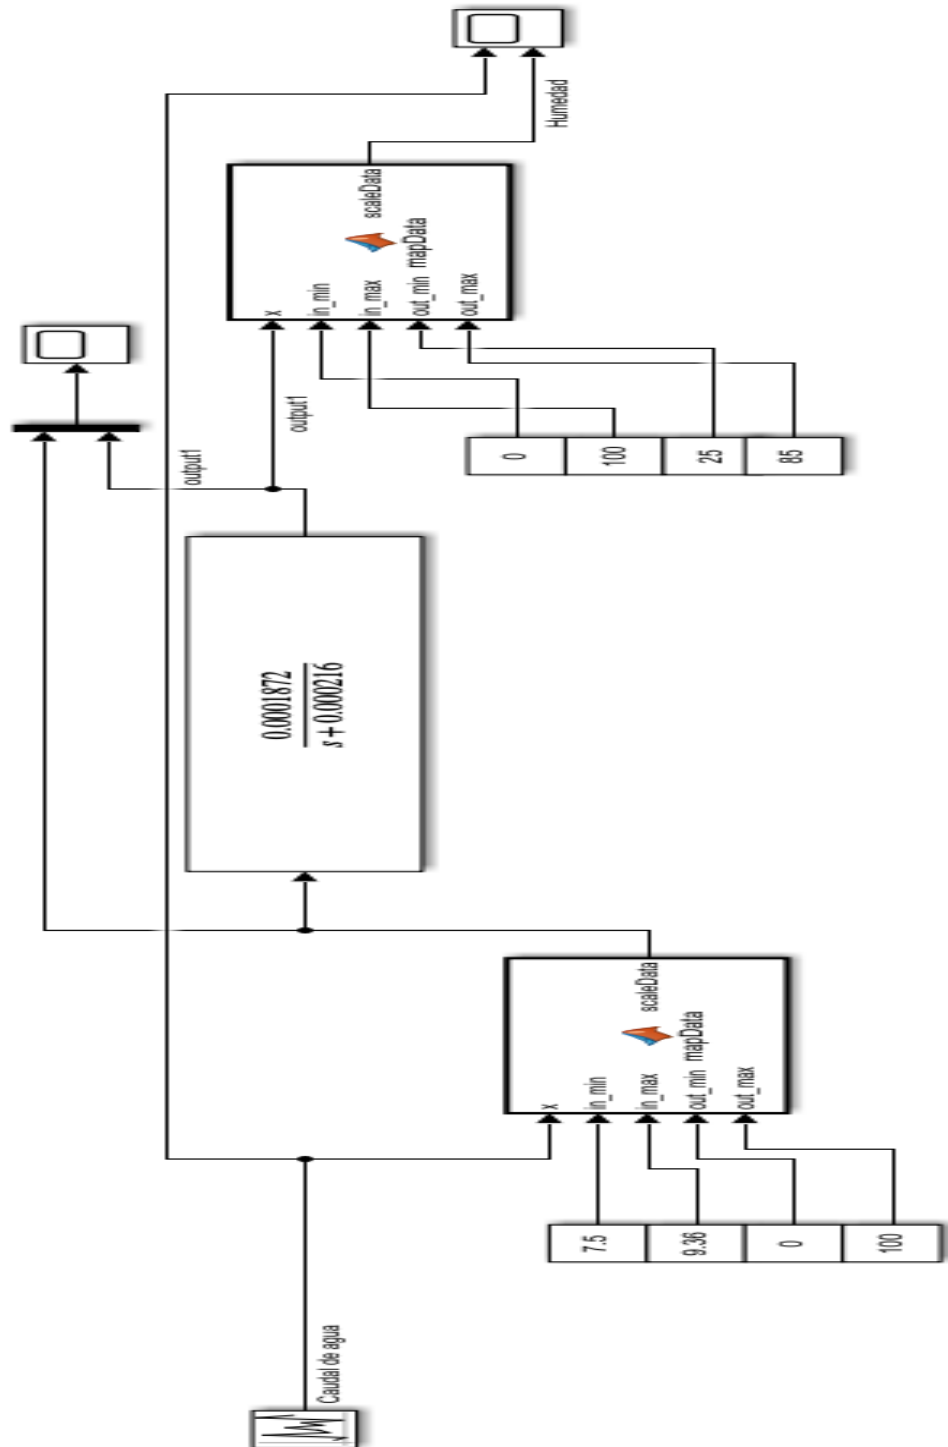 Caudal de agua
7.5
9.36
0
100
x
in_min
in_max
out_min
out_max
mapData
scaleData
0.0001872
s + 0.000216
output1
output1
0
100
25
85
x
in_min
in_max
out_min
out_max
mapData
scaleData
Humedad